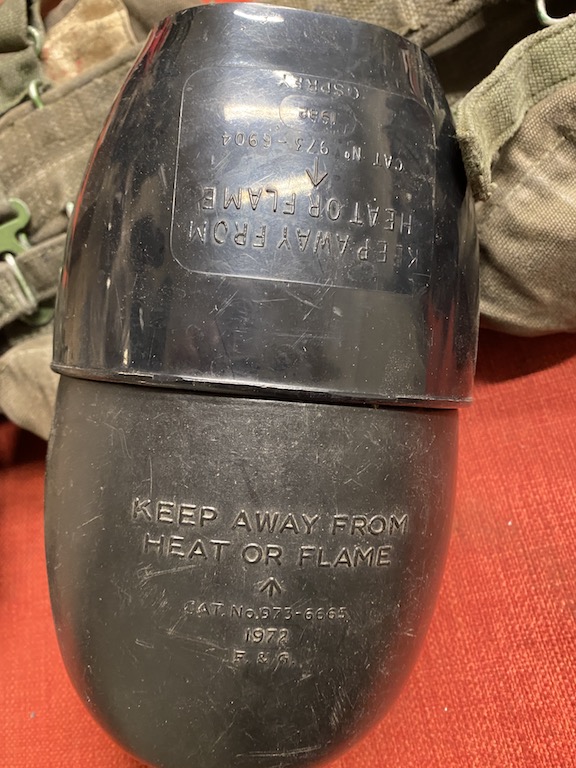 KEEP AWAY FROM
HEAT OR FLAME
CAT Nº 973-6904
1982
OSPREY
KEEP AWAY FROM
HEAT OR FLAME
CAT. No.973-6665
1972
F. & G.